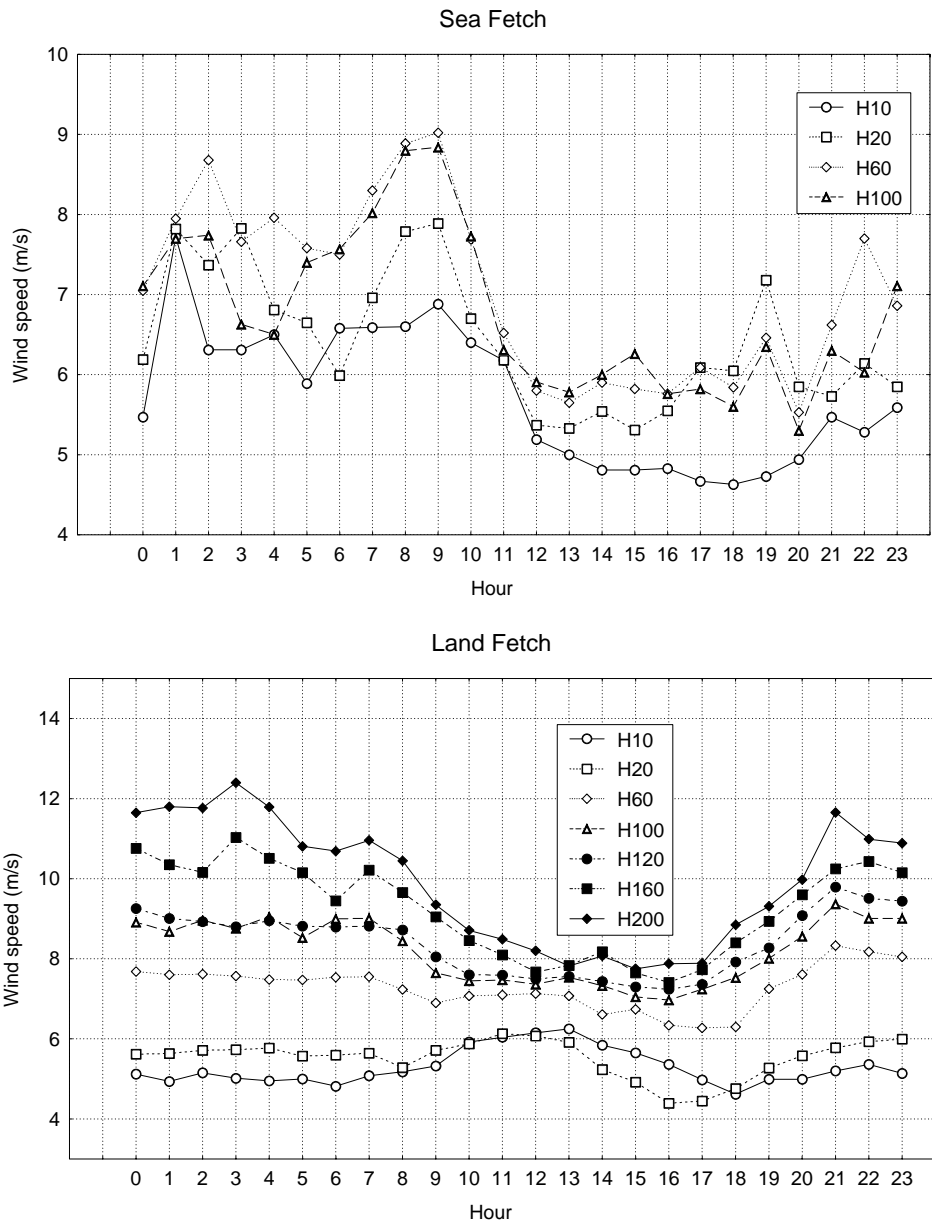 Sea Fetch
10
9
8
7
6
5
4
Wind speed (m/s)
H10
H20
H60
H100
0 1 2 3 4 5 6 7 8 9 10 11 12 13 14 15 16 17 18 19 20 21 22 23
Hour
Land Fetch
14
12
10
8
6
4
Wind speed (m/s)
H10
H20
H60
H100
H120
H160
H200
0 1 2 3 4 5 6 7 8 9 10 11 12 13 14 15 16 17 18 19 20 21 22 23
Hour